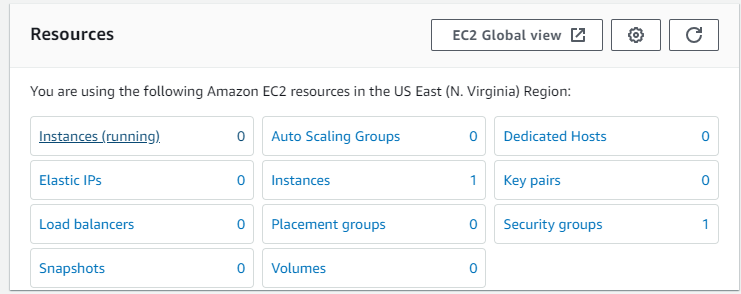 Resources
EC2 Global view
You are using the following Amazon EC2 resources in the US East (N. Virginia) Region:
Instances (running) 0
Auto Scaling Groups 0
Dedicated Hosts 0
Elastic IPs 0
Instances 1
Key pairs 0
Load balancers 0
Placement groups 0
Security groups 1
Snapshots 0
Volumes 0